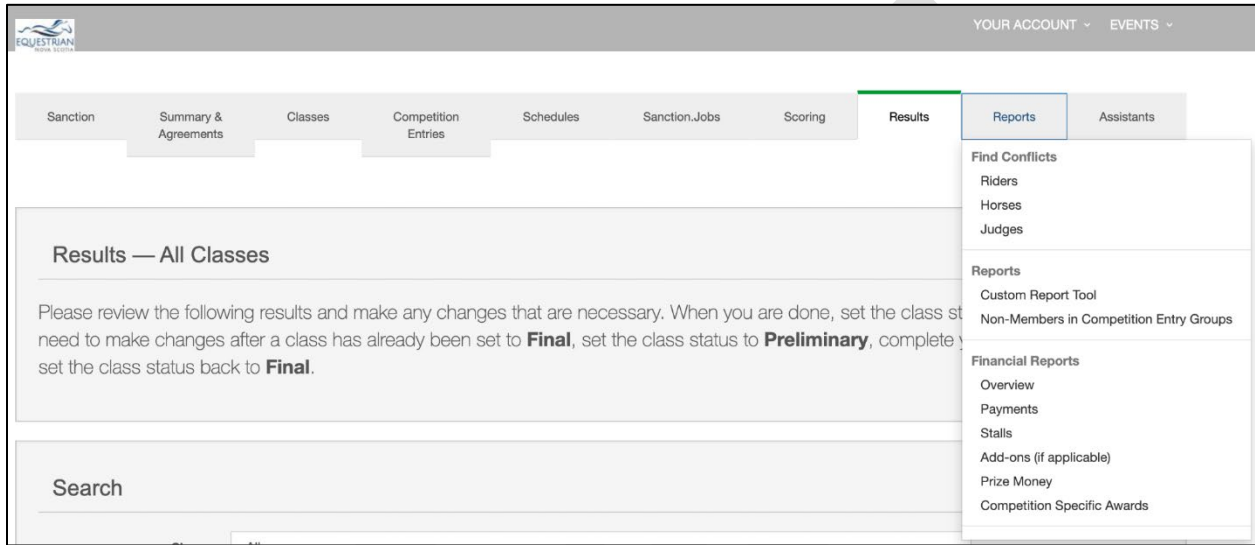 EQUESTRIAN
NOVA SCOTIA
YOUR ACCOUNT
EVENTS
Sanction
Summary &
Agreements
Classes
Competition
Entries
Schedules
Sanction.Jobs
Scoring
Results
Reports
Assistants
Find Conflicts
Riders
Horses
Judges
Reports
Custom Report Tool
Non-Members in Competition Entry Groups
Financial Reports
Overview
Payments
Stalls
Add-ons (if applicable)
Prize Money
Competition Specific Awards
Results — All Classes
Please review the following results and make any changes that are necessary. When you are done, set the class st
need to make changes after a class has already been set to Final, set the class status to Preliminary, complete
set the class status back to Final.
Search